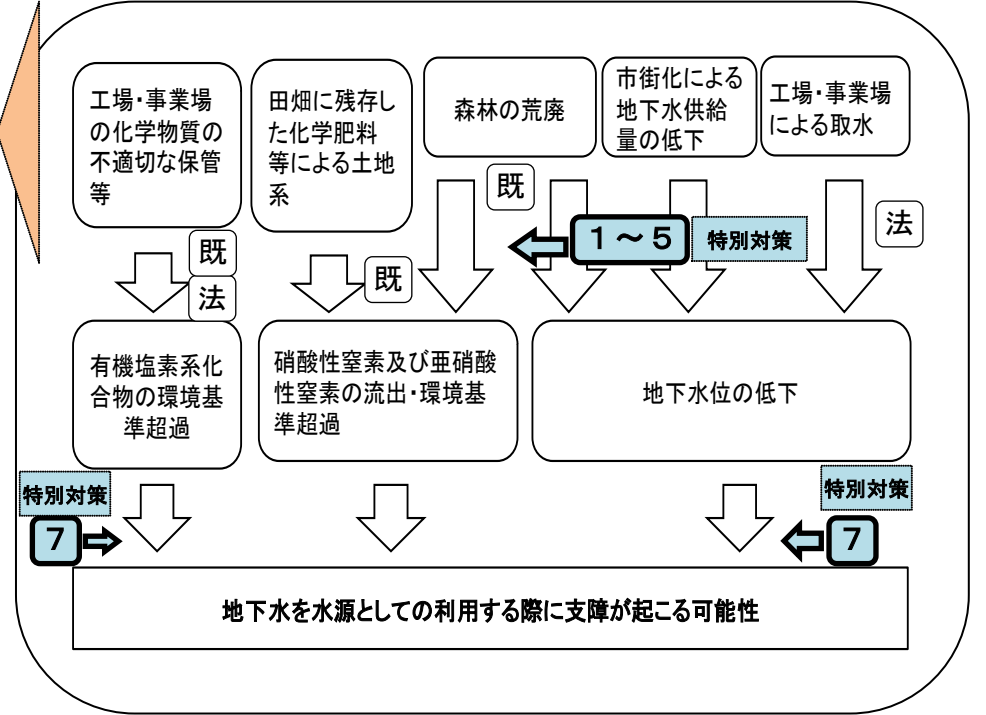 工場・事業場
の化学物質の
不適切な保管
等
田畑に残存し
た化学肥料
等による土地
系
森林の荒廃
市街化による
地下水供給
量の低下
工場・事業場
による取水
既
法
既
既
1～5
特別対策
法
有機塩素系化
合物の環境基
準超過
硝酸性窒素及び亜硝酸
性窒素の流出・環境基
準超過
地下水位の低下
特別対策
7
特別対策
7
地下水を水源としての利用する際に支障が起こる可能性